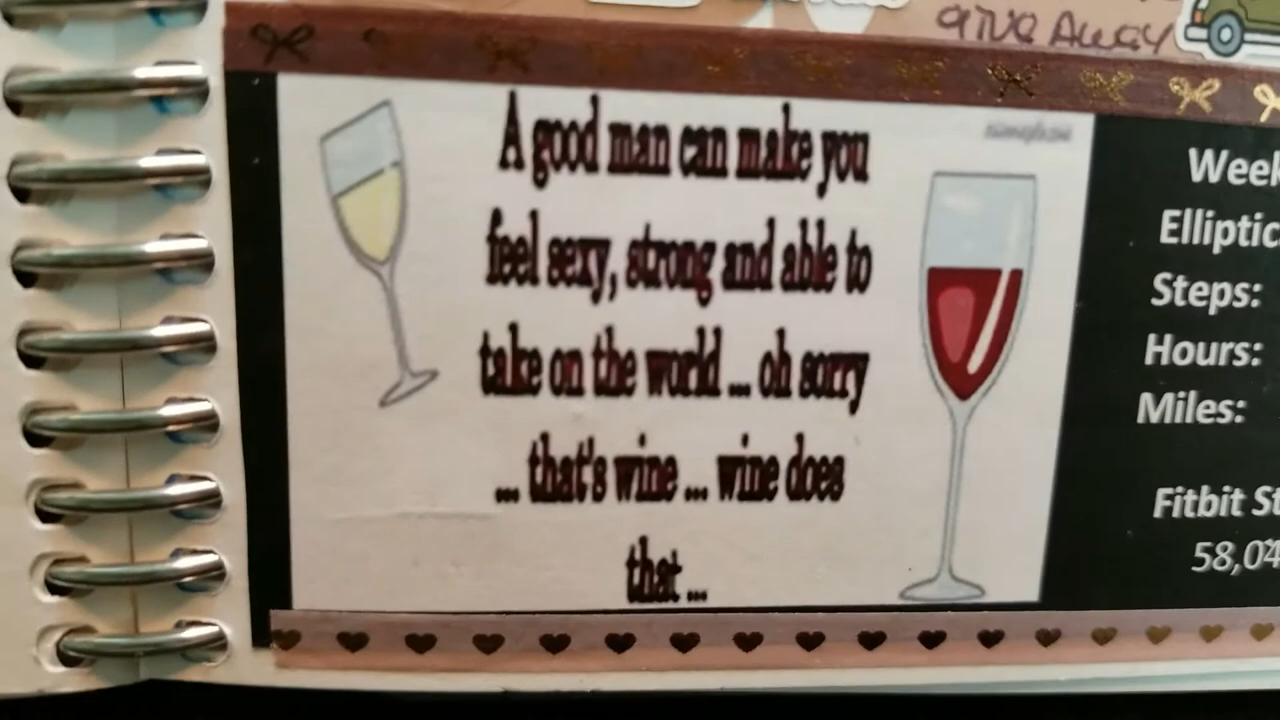 GIVE AWAY
A good man can make you
feel sexy, strong and able to
take on the world ... oh sorry
... that's wine ... wine does
that ...
Week
Elliptic
Steps:
Hours:
Miles:
Fitbit St
58,04